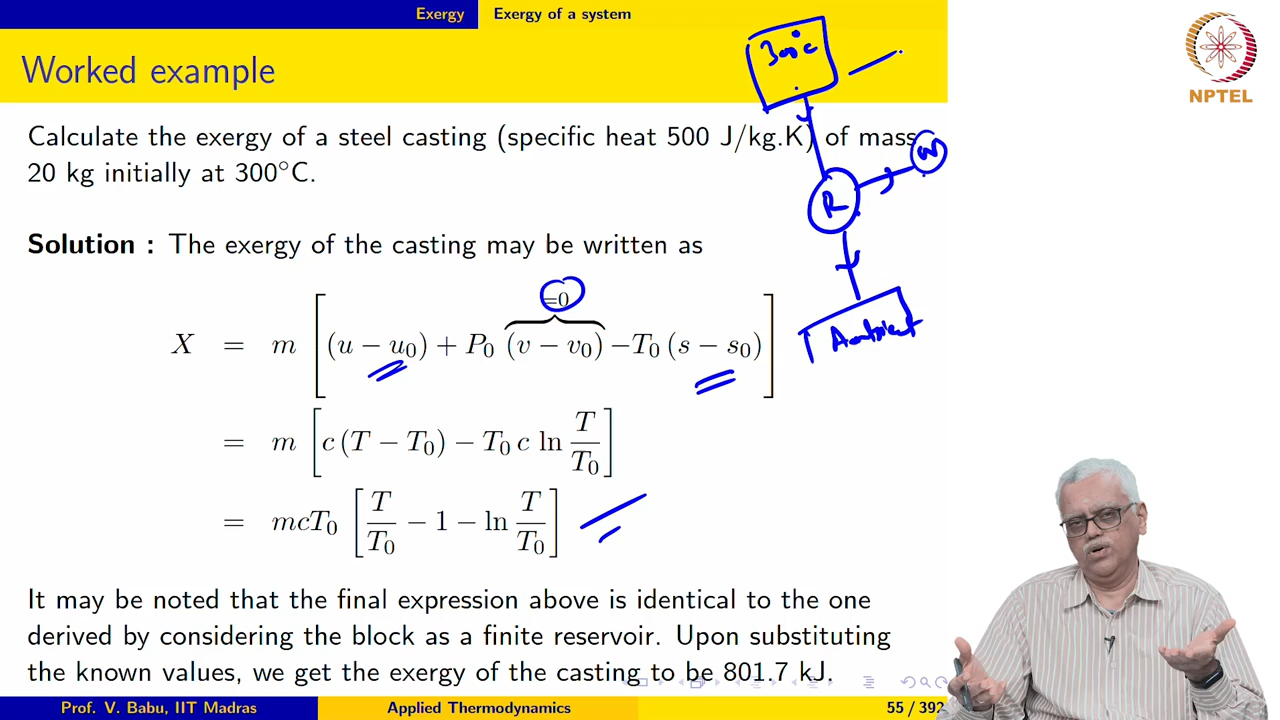 Exergy Exergy of a system
Worked example
300°C
NPTEL
Calculate the exergy of a steel casting (specific heat 500 J/kg.K) of mass
20 kg initially at 300°C.
W
R
Solution : The exergy of the casting may be written as
=0
X = m [(u − u₀) + P₀ (v − v₀) −T₀ (s − s₀)]
Ambient
= m [c (T − T₀) − T₀ c ln T/T₀]
= mcT₀ [T/T₀ − 1 − ln T/T₀]
It may be noted that the final expression above is identical to the one
derived by considering the block as a finite reservoir. Upon substituting
the known values, we get the exergy of the casting to be 801.7 kJ.
Prof. V. Babu, IIT Madras Applied Thermodynamics 55 / 392